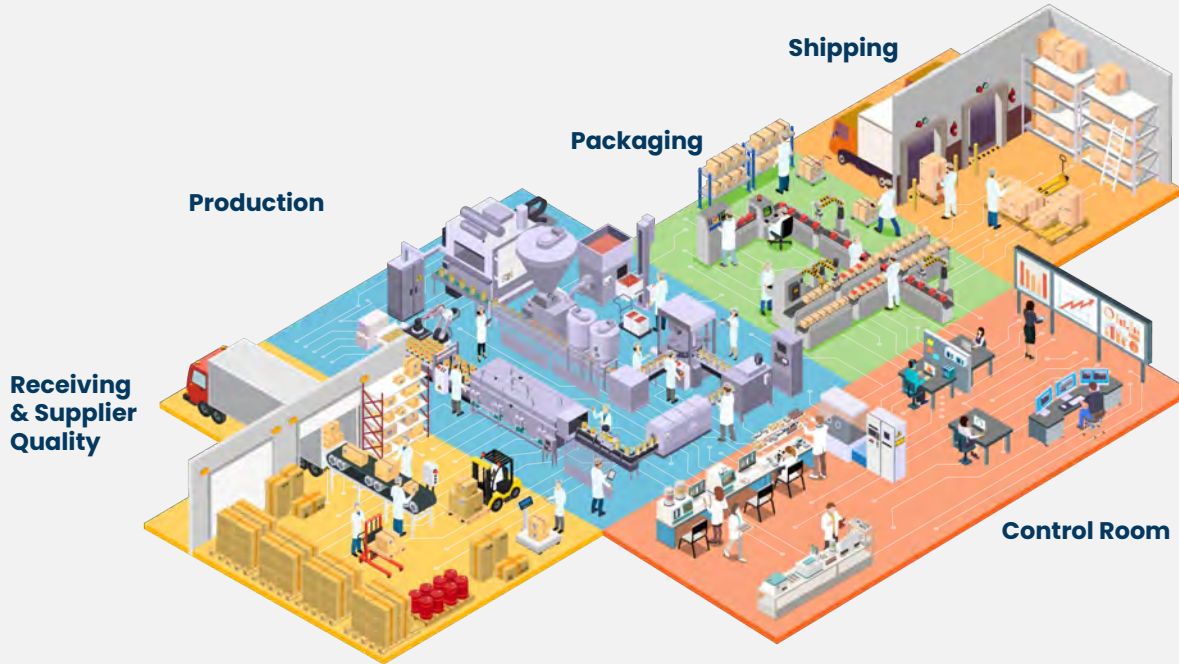 Shipping
Packaging
Production
Receiving
& Supplier
Quality
Control Room